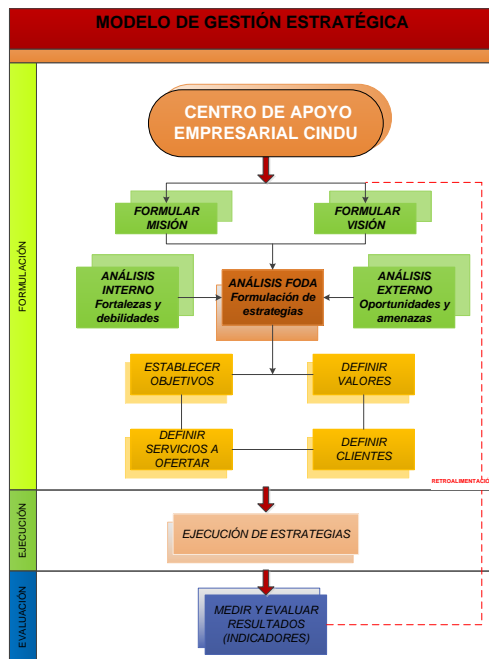 MODELO DE GESTIÓN ESTRATÉGICA
CENTRO DE APOYO
EMPRESARIAL CINDU
FORMULACIÓN
FORMULAR
MISIÓN
FORMULAR
VISIÓN
ANÁLISIS
INTERNO
Fortalezas y
debilidades
ANÁLISIS FODA
Formulación de
estrategias
ANÁLISIS
EXTERNO
Oportunidades y
amenazas
ESTABLECER
OBJETIVOS
DEFINIR
VALORES
DEFINIR
SERVICIOS A
OFERTAR
DEFINIR
CLIENTES
RETROALIMENTACIÓ
EJECUCIÓN
EJECUCIÓN DE ESTRATEGIAS
EVALUACIÓN
MEDIR Y EVALUAR
RESULTADOS
(INDICADORES)